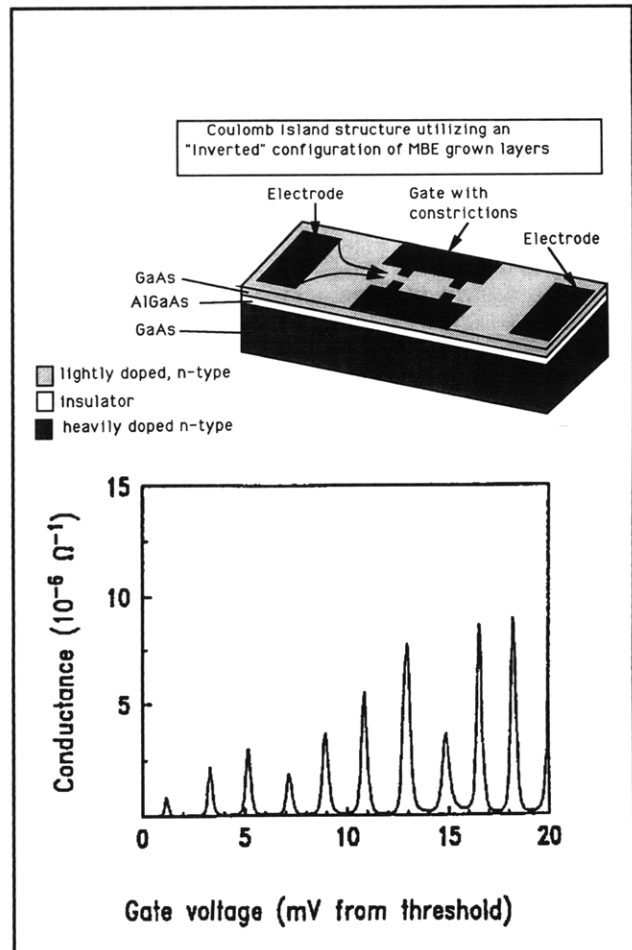 Coulomb Island structure utilizing an
"inverted" configuration of MBE grown layers
Electrode
Gate with
constrictions
Electrode
GaAs
AlGaAs
GaAs
lightly doped, n-type
insulator
heavily doped n-type
15
10
5
0
5
10
15
20
Conductance (10⁻⁶ Ω⁻¹)
Gate voltage (mV from threshold)